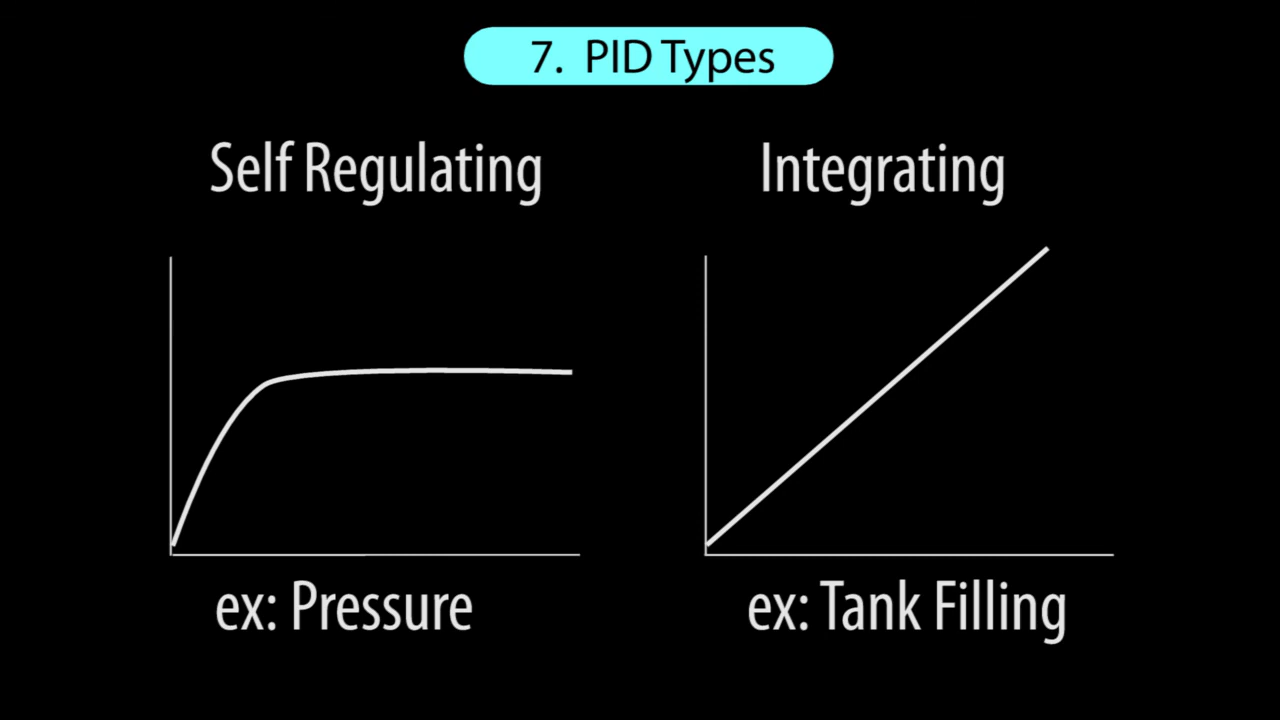 7. PID Types
Self Regulating
Integrating
ex: Pressure
ex: Tank Filling